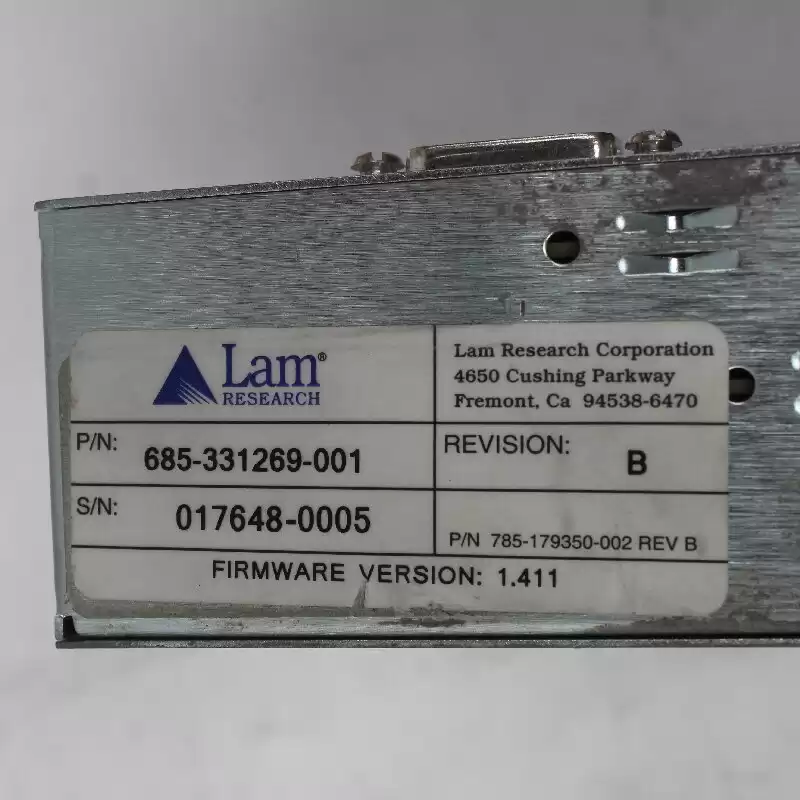 Lam®
RESEARCH
Lam Research Corporation
4650 Cushing Parkway
Fremont, Ca 94538-6470
P/N: 685-331269-001
REVISION: B
S/N: 017648-0005
P/N 785-179350-002 REV B
FIRMWARE VERSION: 1.411